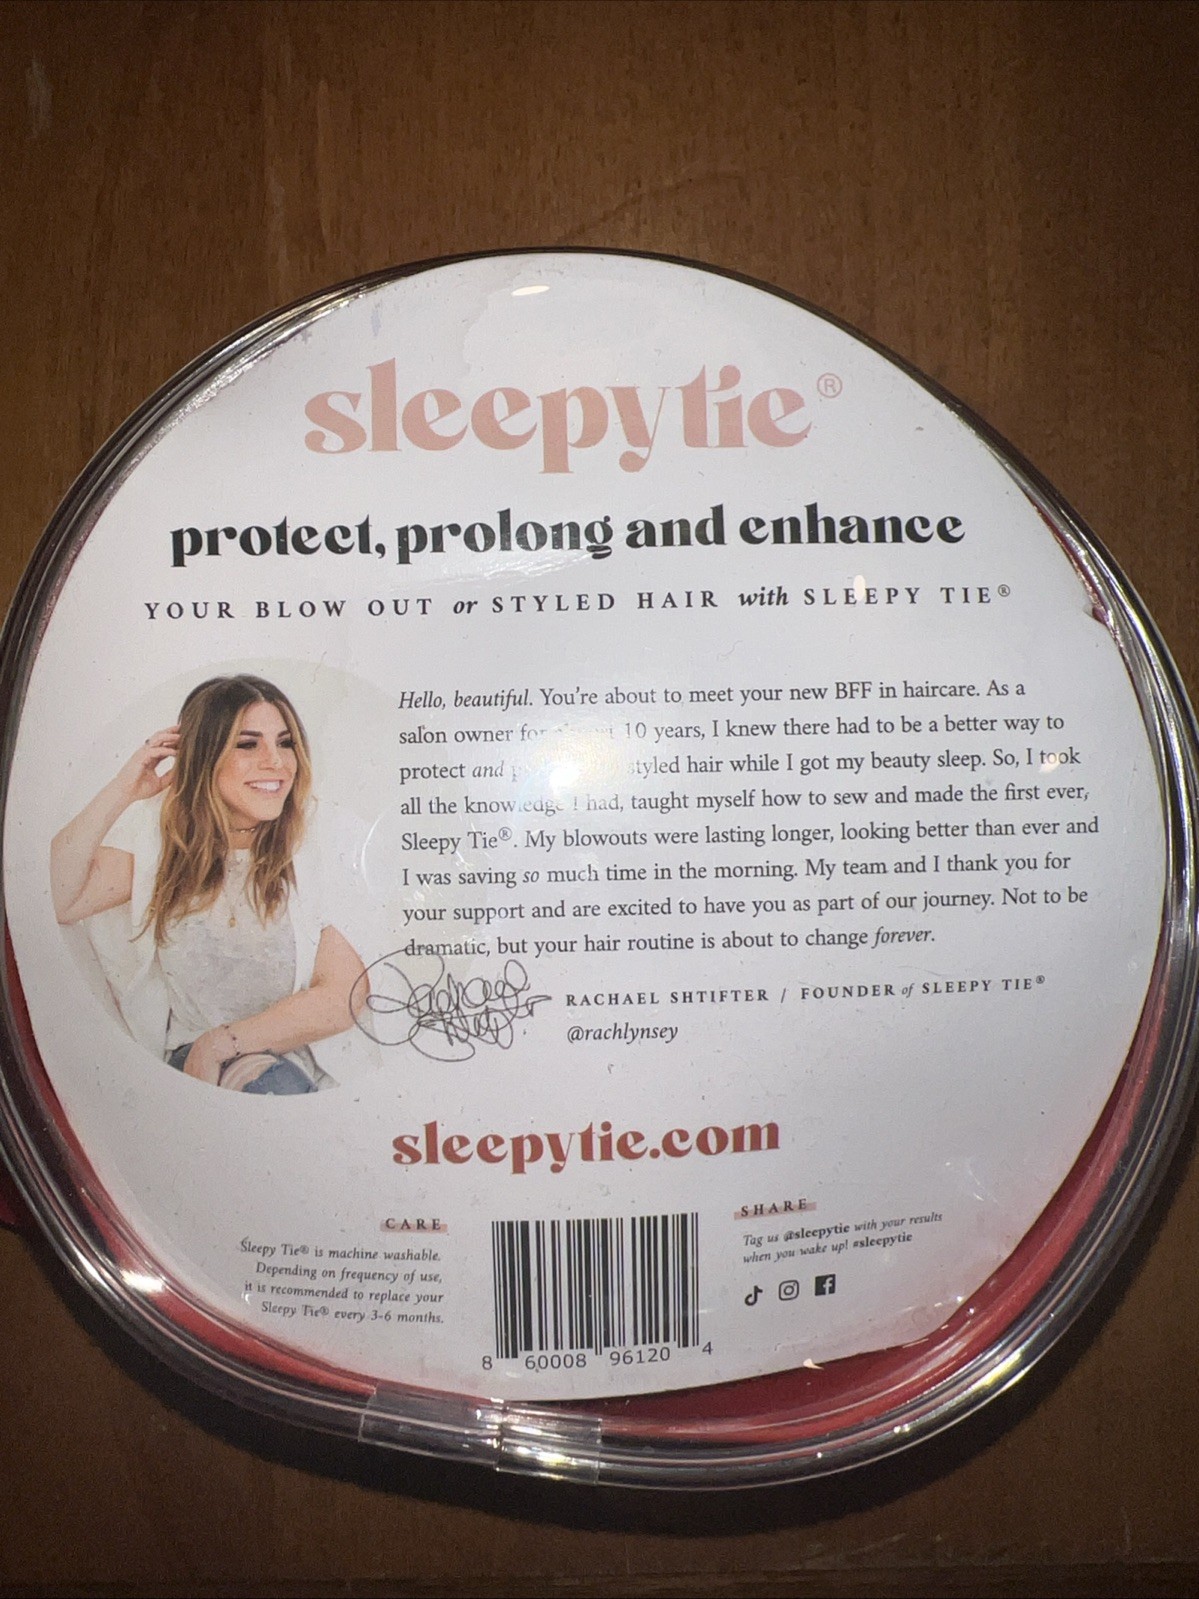 sleepytie®
protect, prolong and enhance
YOUR BLOW OUT or STYLED HAIR with SLEEPY TIE®
Hello, beautiful. You're about to meet your new BFF in haircare. As a
salon owner for 10 years, I knew there had to be a better way to
protect and styled hair while I got my beauty sleep. So, I took
all the knowledge I had, taught myself how to sew and made the first ever,
Sleepy Tie®. My blowouts were lasting longer, looking better than ever and
I was saving so much time in the morning. My team and I thank you for
your support and are excited to have you as part of our journey. Not to be
dramatic, but your hair routine is about to change forever.
RACHAEL SHTIFTER / FOUNDER of SLEEPY TIE®
@rachlynsey
sleepytie.com
CARE
Sleepy Tie® is machine washable.
Depending on frequency of use,
it is recommended to replace your
Sleepy Tie® every 3-6 months.
8 60008 96120 4
SHARE
Tag us @sleepytie with your results
when you wake up! #sleepytie